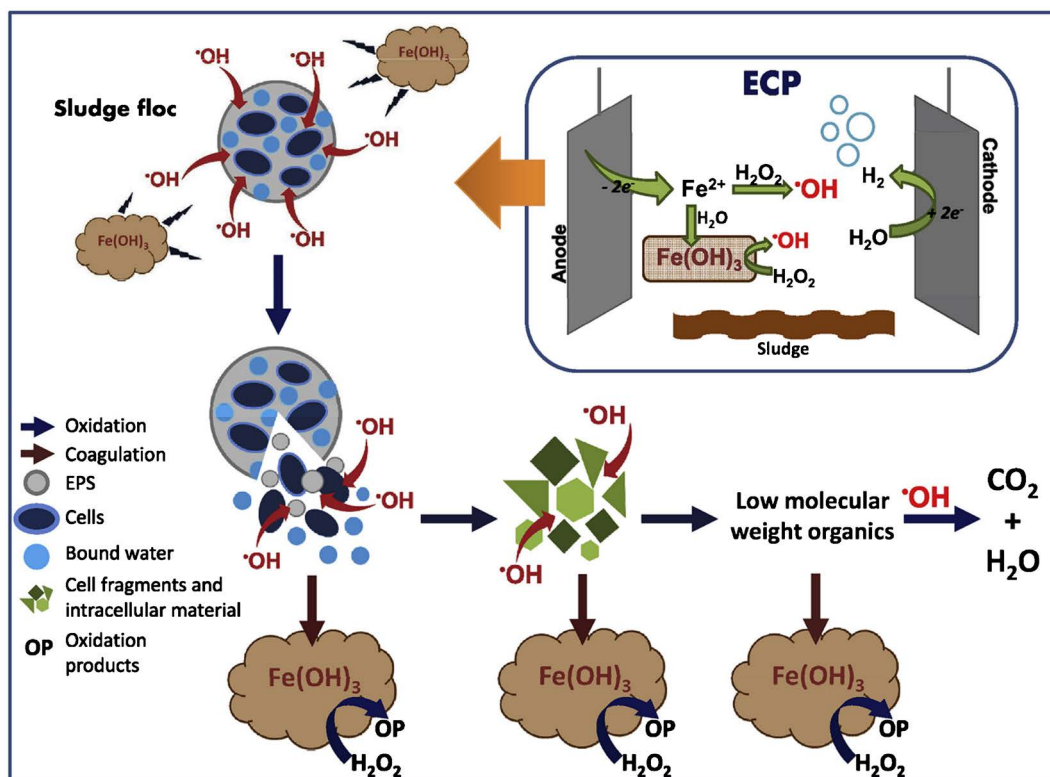 •OH
•OH
•OH
•OH
•OH
•OH
•OH
Fe(OH)₃
Sludge floc
Fe(OH)₃
ECP
Anode
- 2e⁻
Fe²⁺
H₂O₂
•OH
H₂O
Fe(OH)₃
•OH
H₂O₂
H₂
+ 2e⁻
H₂O
Cathode
Sludge
Oxidation
Coagulation
EPS
Cells
Bound water
Cell fragments and
intracellular material
OP
Oxidation
products
•OH
•OH
•OH
•OH
•OH
Low molecular
weight organics
•OH
CO₂
+
H₂O
Fe(OH)₃
OP
H₂O₂
Fe(OH)₃
OP
H₂O₂
Fe(OH)₃
OP
H₂O₂